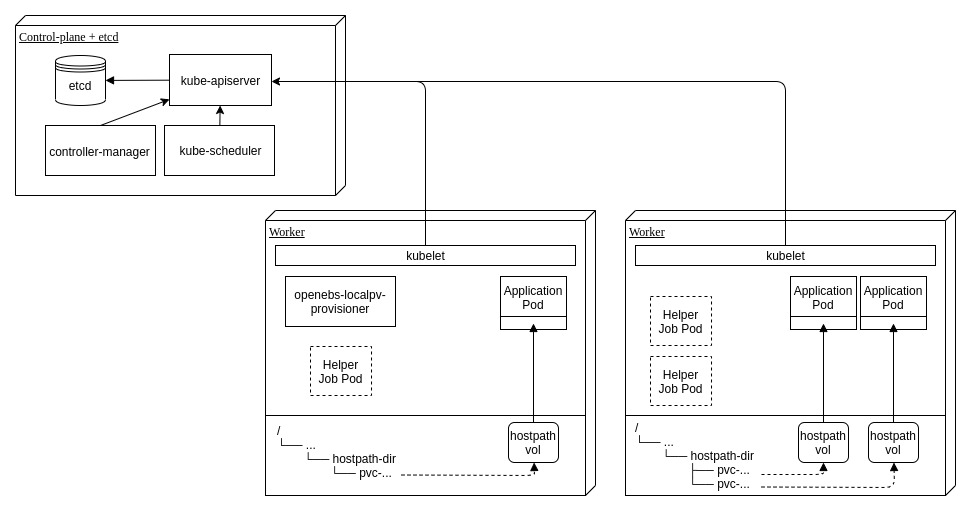 Control-plane + etcd
etcd
kube-apiserver
controller-manager
kube-scheduler
Worker
kubelet
openebs-localpv-
provisioner
Application
Pod
Helper
Job Pod
/
...
hostpath-dir
pvc-...
hostpath
vol
Worker
kubelet
Application
Pod
Application
Pod
Helper
Job Pod
Helper
Job Pod
/
...
hostpath-dir
pvc-...
pvc-...
hostpath
vol
hostpath
vol